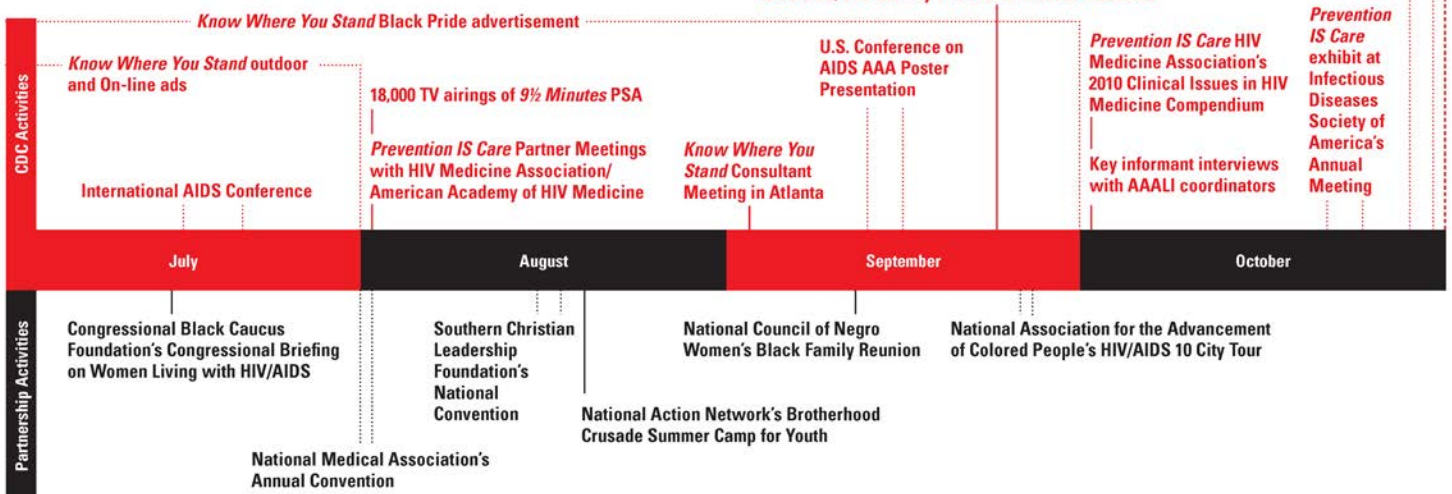 Know Where You Stand Black Pride advertisement
Know Where You Stand outdoor
and On-line ads
18,000 TV airings of 9½ Minutes PSA
Prevention IS Care Partner Meetings
with HIV Medicine Association/
American Academy of HIV Medicine
International AIDS Conference
Know Where You
Stand Consultant
Meeting in Atlanta
U.S. Conference on
AIDS AAA Poster
Presentation
Prevention IS Care HIV
Medicine Association’s
2010 Clinical Issues in HIV
Medicine Compendium
Key informant interviews
with AAALI coordinators
Prevention
IS Care
exhibit at
Infectious
Diseases
Society of
America’s
Annual
Meeting
CDC Activities
July
August
September
October
Partnership Activities
Congressional Black Caucus
Foundation’s Congressional Briefing
on Women Living with HIV/AIDS
National Medical Association’s
Annual Convention
Southern Christian
Leadership
Foundation’s
National
Convention
National Action Network’s Brotherhood
Crusade Summer Camp for Youth
National Council of Negro
Women’s Black Family Reunion
National Association for the Advancement
of Colored People’s HIV/AIDS 10 City Tour